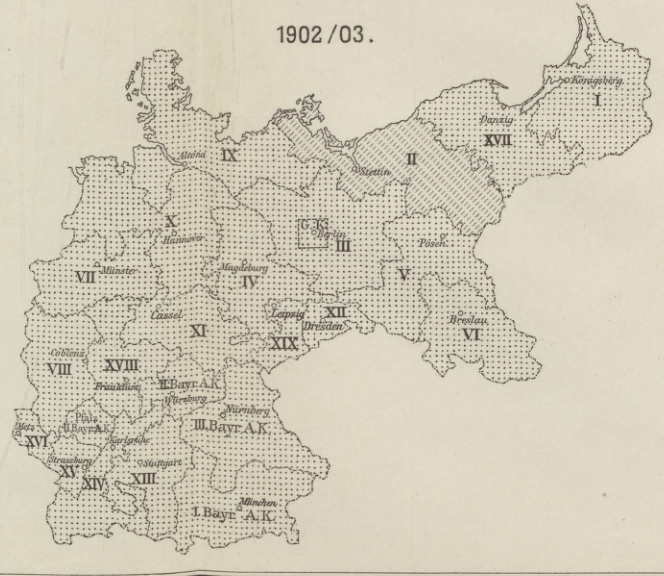 1902/03.
Königsberg.
I
Danzig
XVII
Altona
IX
II
Stettin
X
Hannover
G.K.
Berlin
III
Posen
VII
Münster
Magdeburg
IV
V
Cassel
XI
Leipzig
XII
Dresden
XIX
Breslau
VI
Coblenz
VIII
XVIII
Frankfurt
II.Bayr.A.K.
Würzburg
Nürnberg
III.Bayr.A.K.
Pfalz
II.Bayr.A.K.
Metz
XVI
Karlsruhe
Strassburg
XV
XIV
Stuttgart
XIII
München
I.Bayr. A.K.